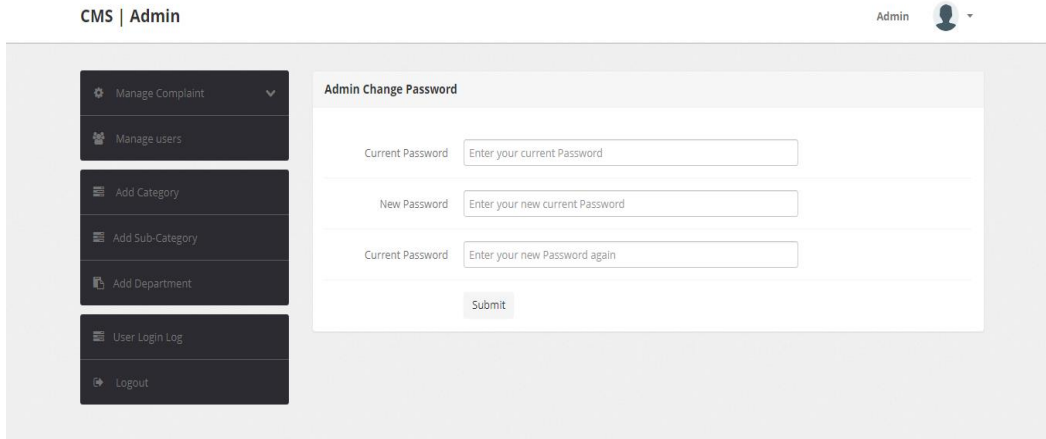 CMS | Admin
Admin
Manage Complaint
Manage users
Add Category
Add Sub-Category
Add Department
User Login Log
Logout
Admin Change Password
Current Password
Enter your current Password
New Password
Enter your new current Password
Current Password
Enter your new Password again
Submit